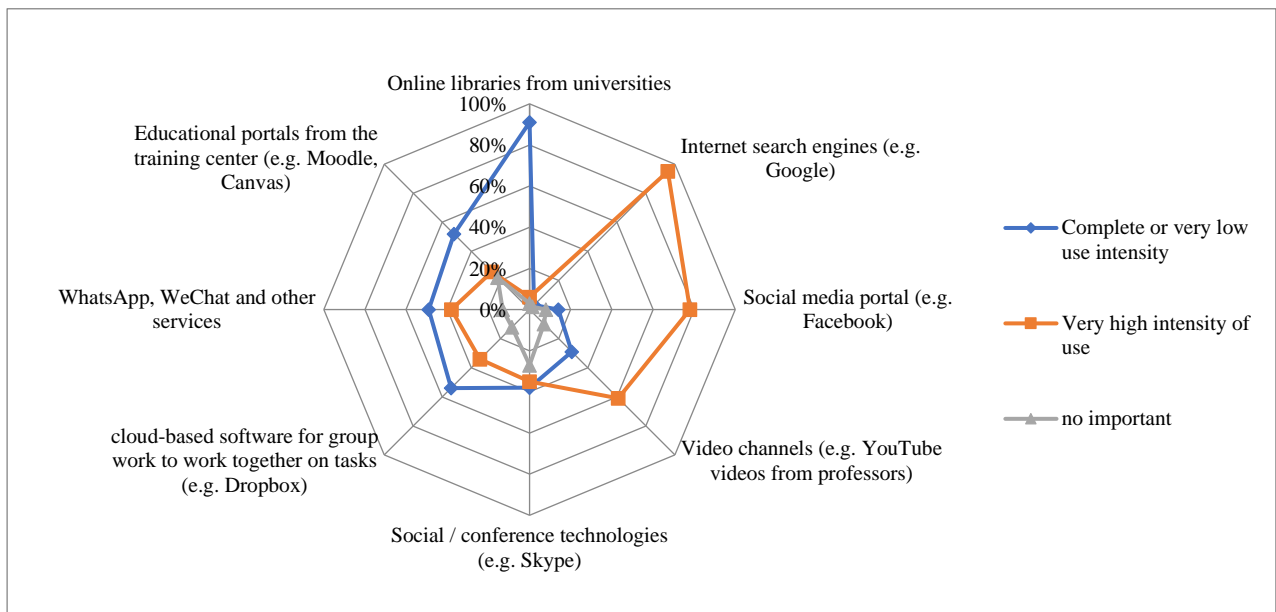 Online libraries from universities
100%
80%
60%
40%
20%
0%
Internet search engines (e.g.
Google)
Social media portal (e.g.
Facebook)
Video channels (e.g. YouTube
videos from professors)
Social / conference technologies
(e.g. Skype)
cloud-based software for group
work to work together on tasks
(e.g. Dropbox)
WhatsApp, WeChat and other
services
Educational portals from the
training center (e.g. Moodle,
Canvas)
Complete or very low
use intensity
Very high intensity of
use
no important